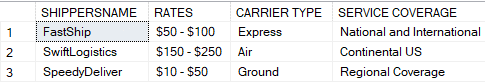 SHIPPERSNAME RATES CARRIER TYPE SERVICE COVERAGE
1 FastShip $50 - $100 Express National and International
2 SwiftLogistics $150 - $250 Air Continental US
3 SpeedyDeliver $10 - $50 Ground Regional Coverage